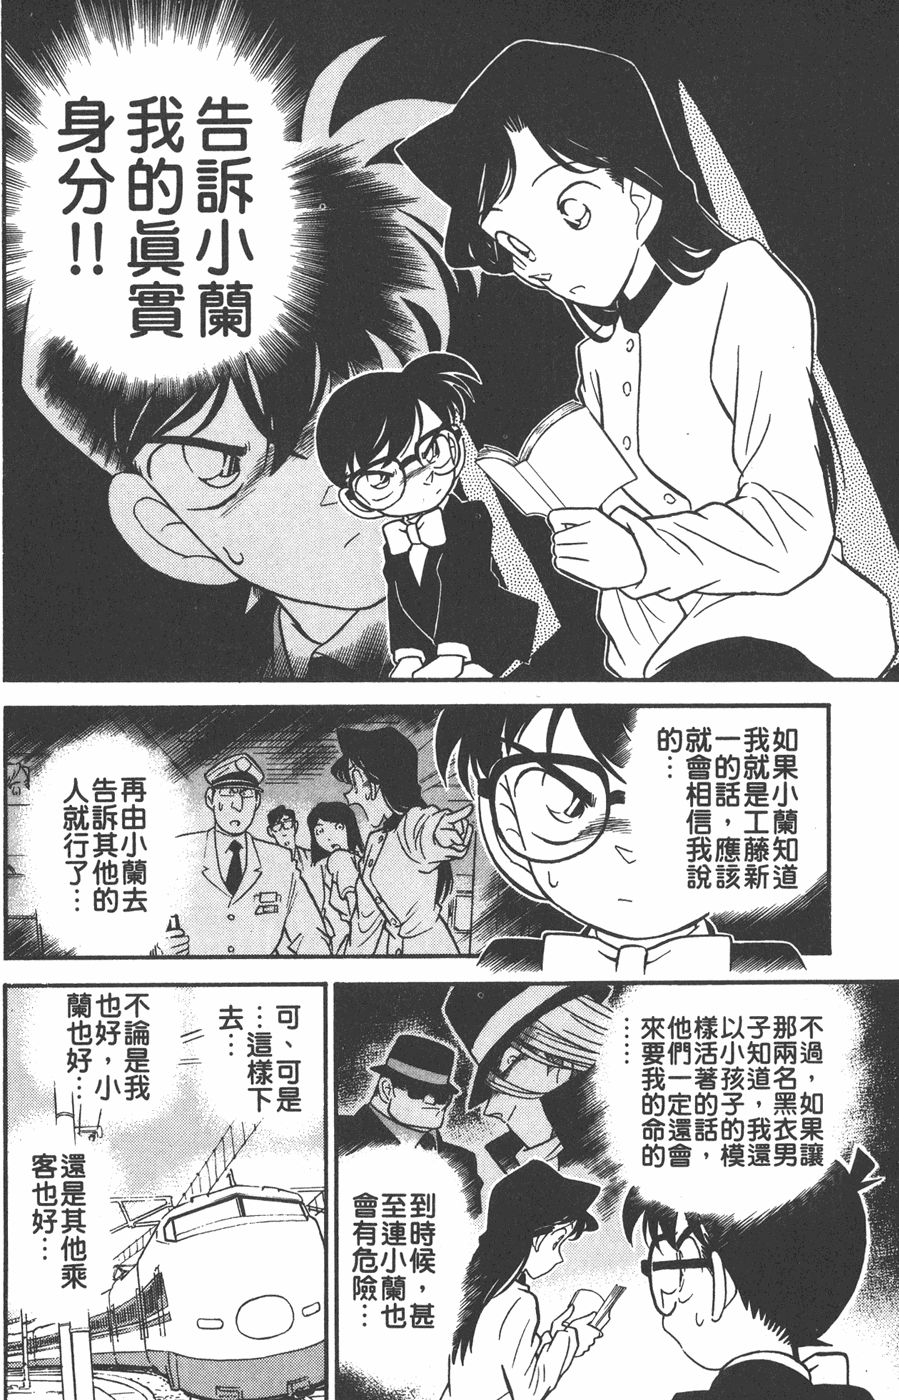 告訴小蘭
我的眞實
身分!!
如果小蘭知道
我就是工藤新
一的話，應該
就會相信我說
的…
再由小蘭去
告訴其他的
人就行了…
不過，如果讓
那兩名黑衣男
子知道，我還
以小孩子的模
樣活著的話，
他們一定還會
來要我的命的
……
到時候，甚
至連小蘭也
會有危險…
可、可是
…這樣下
去…
不論是我
也好，小
蘭也好…
還是其他乘
客也好…